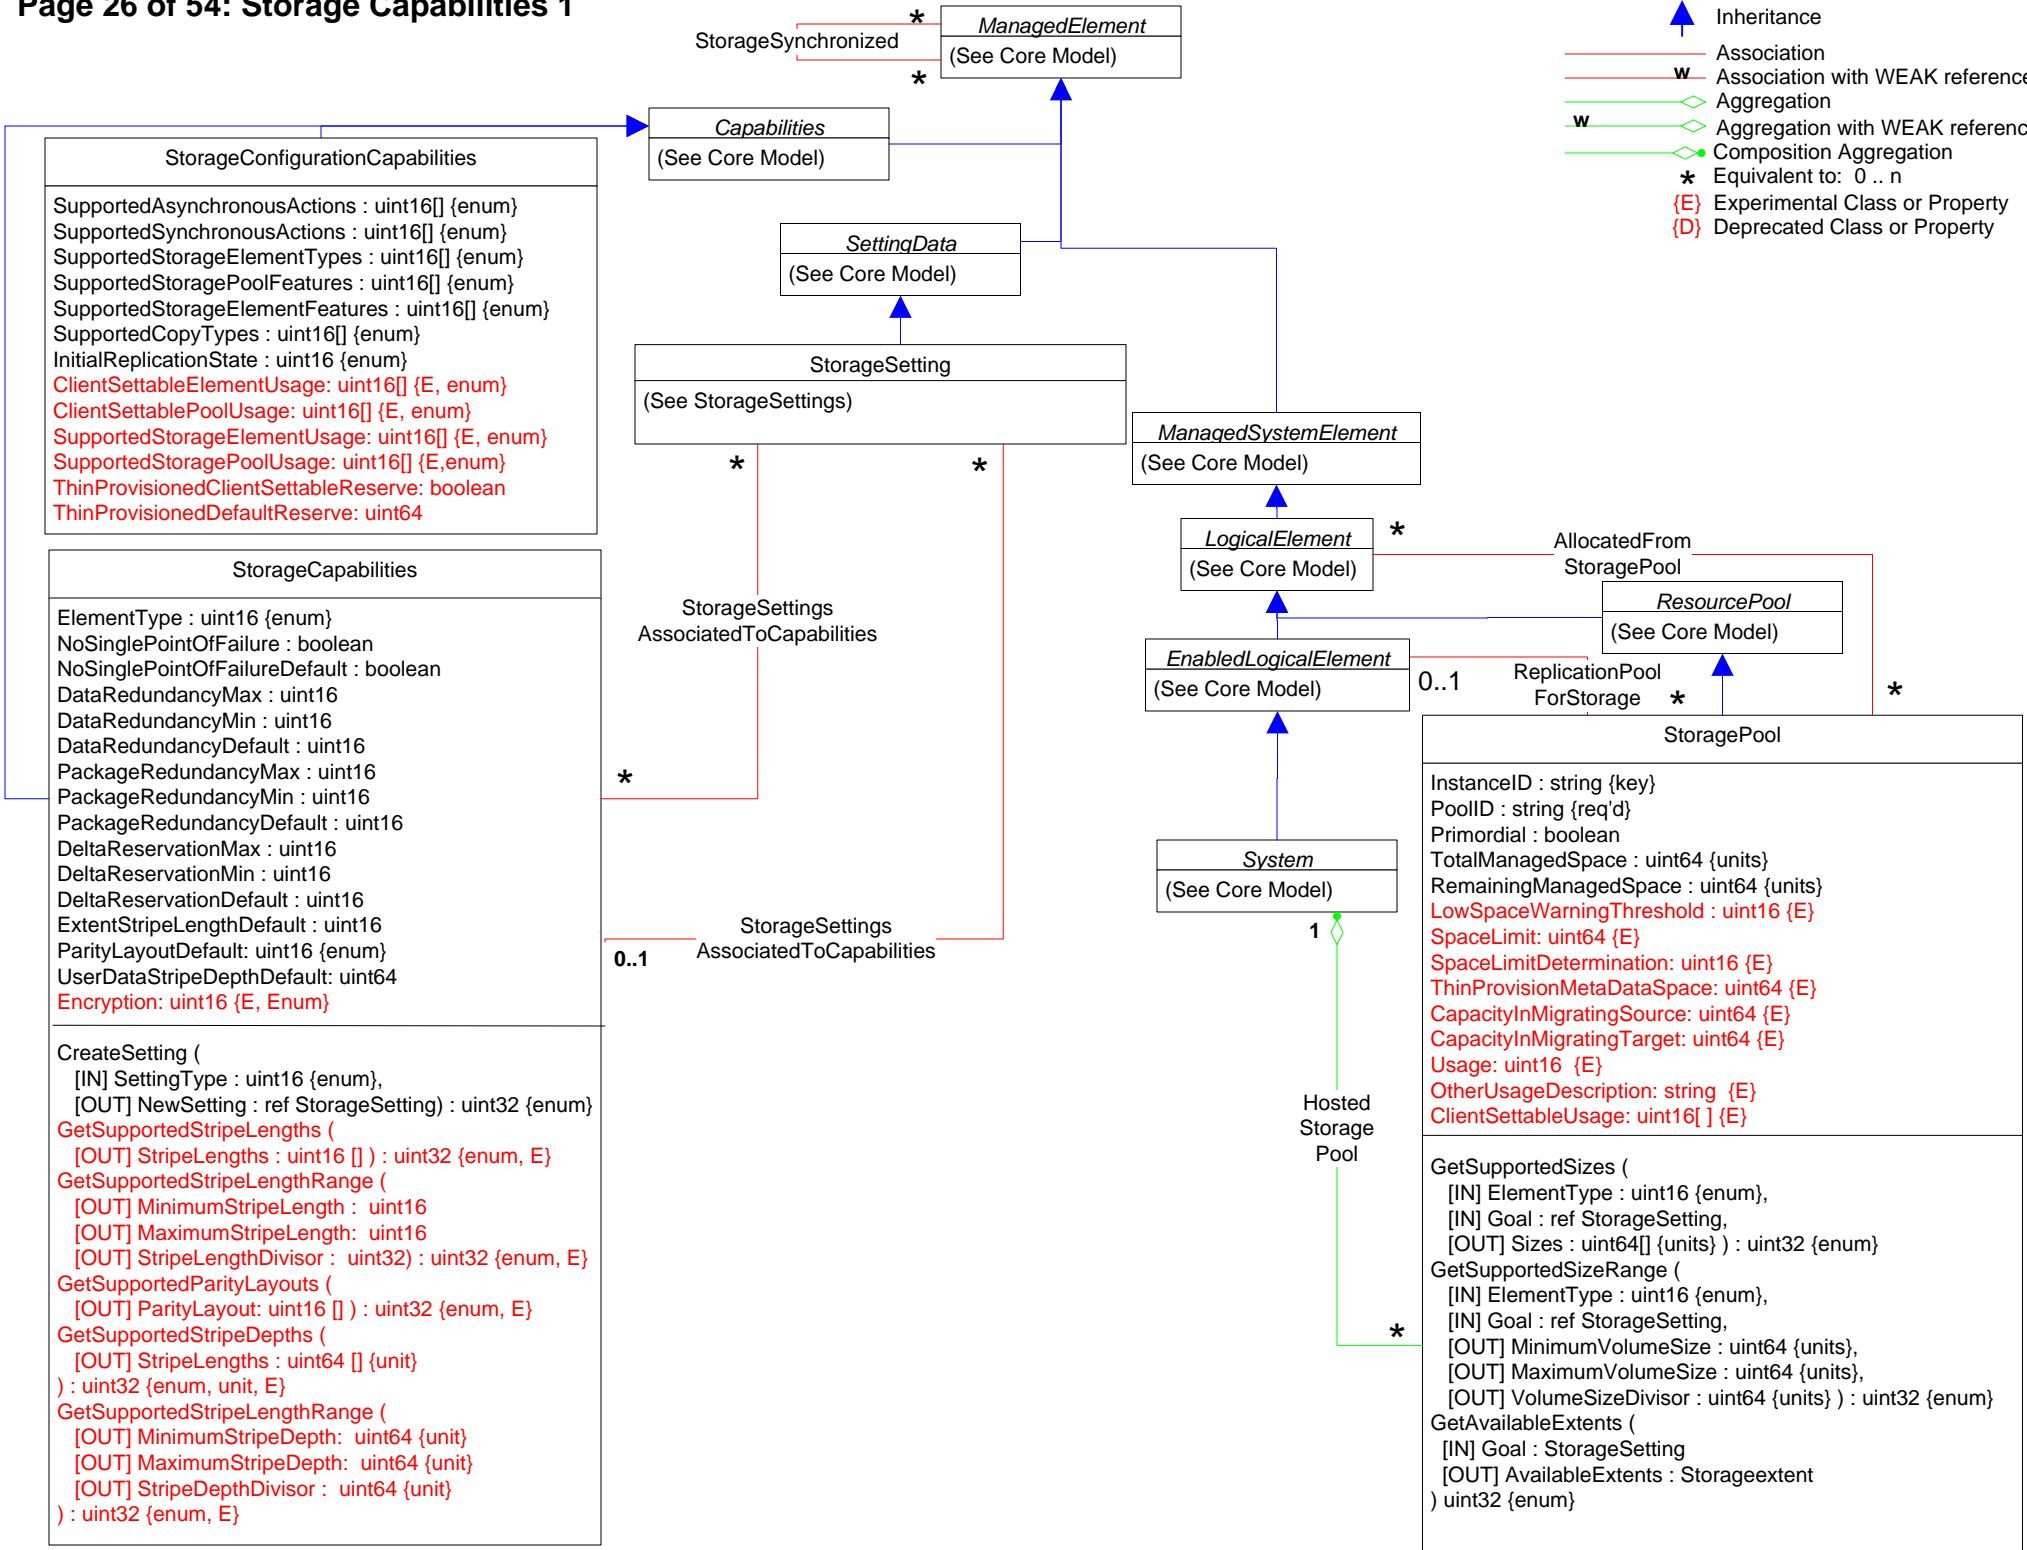 Page 26 of 54: Storage Capabilities 1
Inheritance
Association
w
Association with WEAK reference
Aggregation
w
Aggregation with WEAK referenc
Composition Aggregation
* Equivalent to: 0 .. n
{E} Experimental Class or Property
{D} Deprecated Class or Property
*
StorageSynchronized
*
ManagedElement
(See Core Model)
Capabilities
(See Core Model)
SettingData
(See Core Model)
StorageSetting
(See StorageSettings)
*
*
StorageConfigurationCapabilities
SupportedAsynchronousActions : uint16[] {enum}
SupportedSynchronousActions : uint16[] {enum}
SupportedStorageElementTypes : uint16[] {enum}
SupportedStoragePoolFeatures : uint16[] {enum}
SupportedStorageElementFeatures : uint16[] {enum}
SupportedCopyTypes : uint16[] {enum}
InitialReplicationState : uint16 {enum}
ClientSettableElementUsage: uint16[] {E, enum}
ClientSettablePoolUsage: uint16[] {E, enum}
SupportedStorageElementUsage: uint16[] {E, enum}
SupportedStoragePoolUsage: uint16[] {E,enum}
ThinProvisionedClientSettableReserve: boolean
ThinProvisionedDefaultReserve: uint64
StorageCapabilities
ElementType : uint16 {enum}
NoSinglePointOfFailure : boolean
NoSinglePointOfFailureDefault : boolean
DataRedundancyMax : uint16
DataRedundancyMin : uint16
DataRedundancyDefault : uint16
PackageRedundancyMax : uint16
PackageRedundancyMin : uint16
PackageRedundancyDefault : uint16
DeltaReservationMax : uint16
DeltaReservationMin : uint16
DeltaReservationDefault : uint16
ExtentStripeLengthDefault : uint16
ParityLayoutDefault: uint16 {enum}
UserDataStripeDepthDefault: uint64
Encryption: uint16 {E, Enum}
CreateSetting (
[IN] SettingType : uint16 {enum},
[OUT] NewSetting : ref StorageSetting) : uint32 {enum}
GetSupportedStripeLengths (
[OUT] StripeLengths : uint16 [] ) : uint32 {enum, E}
GetSupportedStripeLengthRange (
[OUT] MinimumStripeLength : uint16
[OUT] MaximumStripeLength: uint16
[OUT] StripeLengthDivisor : uint32) : uint32 {enum, E}
GetSupportedParityLayouts (
[OUT] ParityLayout: uint16 [] ) : uint32 {enum, E}
GetSupportedStripeDepths (
[OUT] StripeLengths : uint64 [] {unit}
) : uint32 {enum, unit, E}
GetSupportedStripeLengthRange (
[OUT] MinimumStripeDepth: uint64 {unit}
[OUT] MaximumStripeDepth: uint64 {unit}
[OUT] StripeDepthDivisor : uint64 {unit}
) : uint32 {enum, E}
StorageSettings
AssociatedToCapabilities
*
StorageSettings
AssociatedToCapabilities
0..1
ManagedSystemElement
(See Core Model)
LogicalElement
(See Core Model)
*
AllocatedFrom
StoragePool
*
ResourcePool
(See Core Model)
EnabledLogicalElement
(See Core Model)
0..1
ReplicationPool
ForStorage
*
System
(See Core Model)
1
Hosted
Storage
Pool
*
StoragePool
InstanceID : string {key}
PoolID : string {req'd}
Primordial : boolean
TotalManagedSpace : uint64 {units}
RemainingManagedSpace : uint64 {units}
LowSpaceWarningThreshold : uint16 {E}
SpaceLimit: uint64 {E}
SpaceLimitDetermination: uint16 {E}
ThinProvisionMetaDataSpace: uint64 {E}
CapacityInMigratingSource: uint64 {E}
CapacityInMigratingTarget: uint64 {E}
Usage: uint16 {E}
OtherUsageDescription: string {E}
ClientSettableUsage: uint16[ ] {E}
GetSupportedSizes (
[IN] ElementType : uint16 {enum},
[IN] Goal : ref StorageSetting,
[OUT] Sizes : uint64[] {units} ) : uint32 {enum}
GetSupportedSizeRange (
[IN] ElementType : uint16 {enum},
[IN] Goal : ref StorageSetting,
[OUT] MinimumVolumeSize : uint64 {units},
[OUT] MaximumVolumeSize : uint64 {units},
[OUT] VolumeSizeDivisor : uint64 {units} ) : uint32 {enum}
GetAvailableExtents (
[IN] Goal : StorageSetting
[OUT] AvailableExtents : Storageextent
) uint32 {enum}